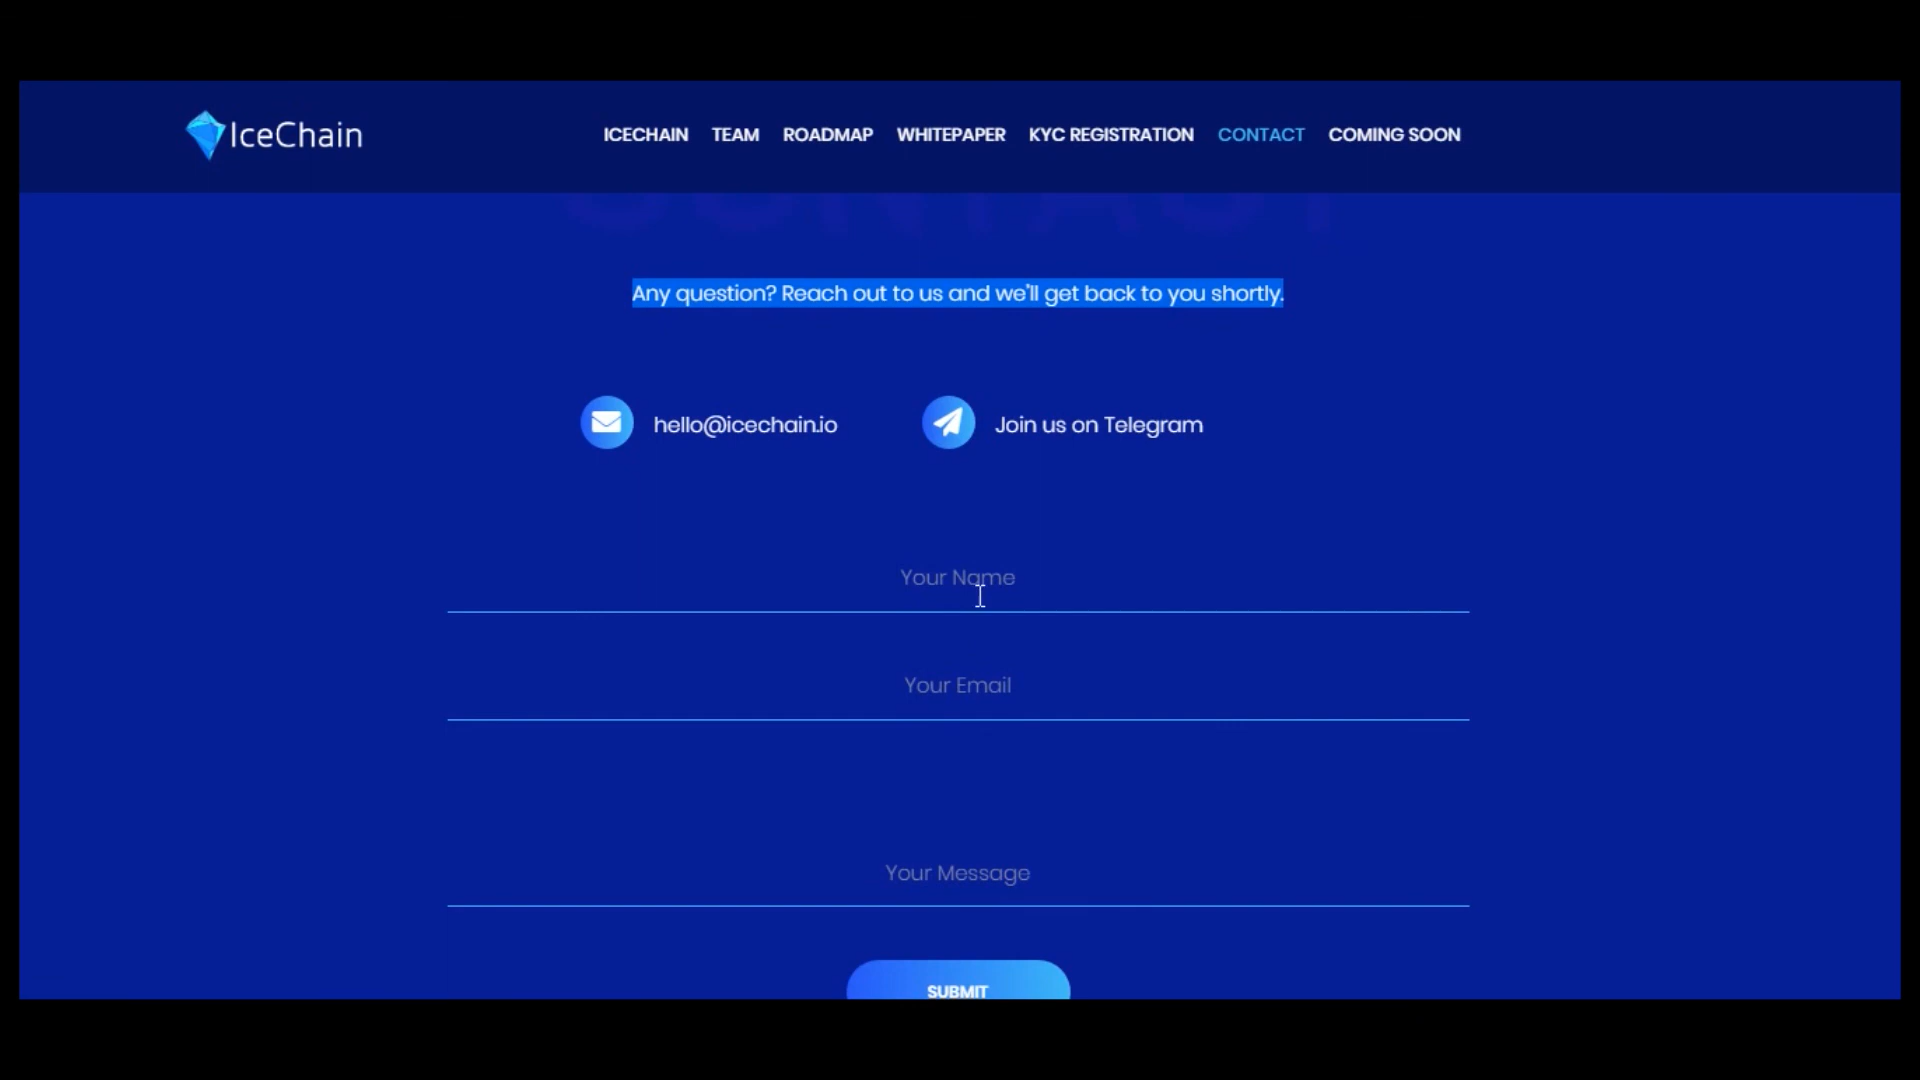 IceChain
ICECHAIN TEAM ROADMAP WHITEPAPER KYC REGISTRATION CONTACT COMING SOON
CONTACT
Any question? Reach out to us and we'll get back to you shortly.
hello@icechain.io Join us on Telegram
Your Name
Your Email
Your Message
SUBMIT